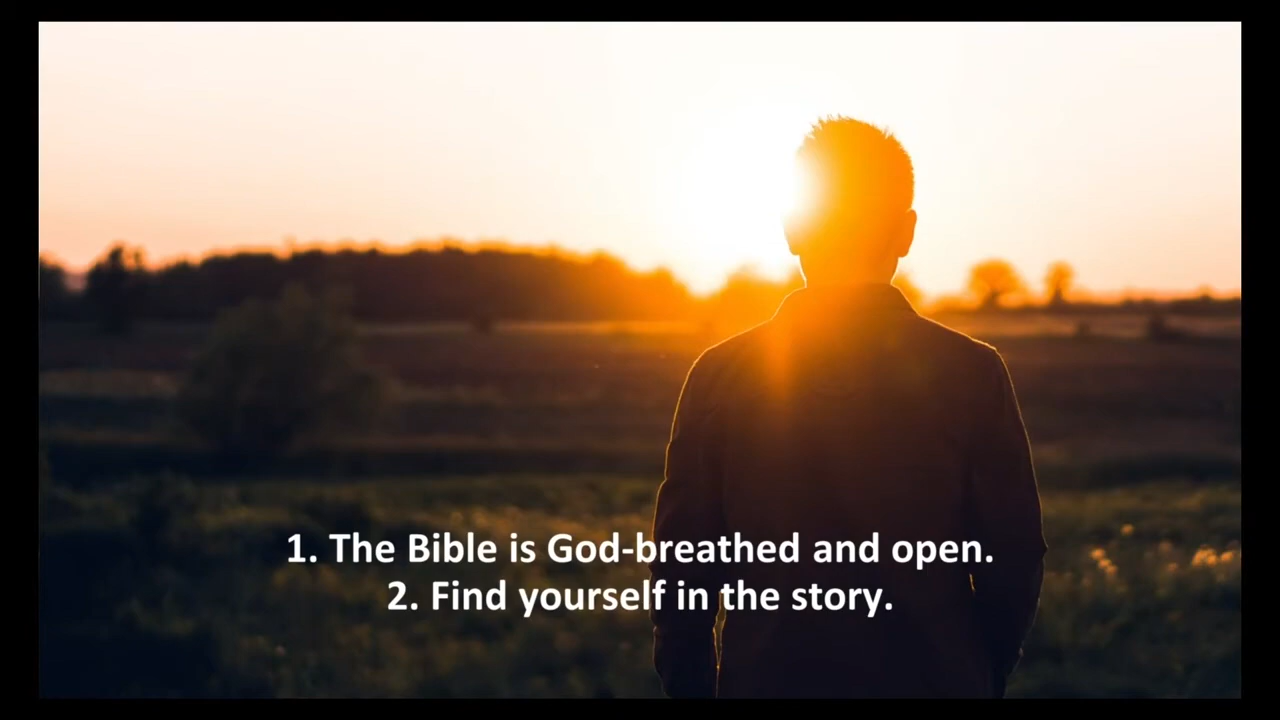 1. The Bible is God-breathed and open.
2. Find yourself in the story.